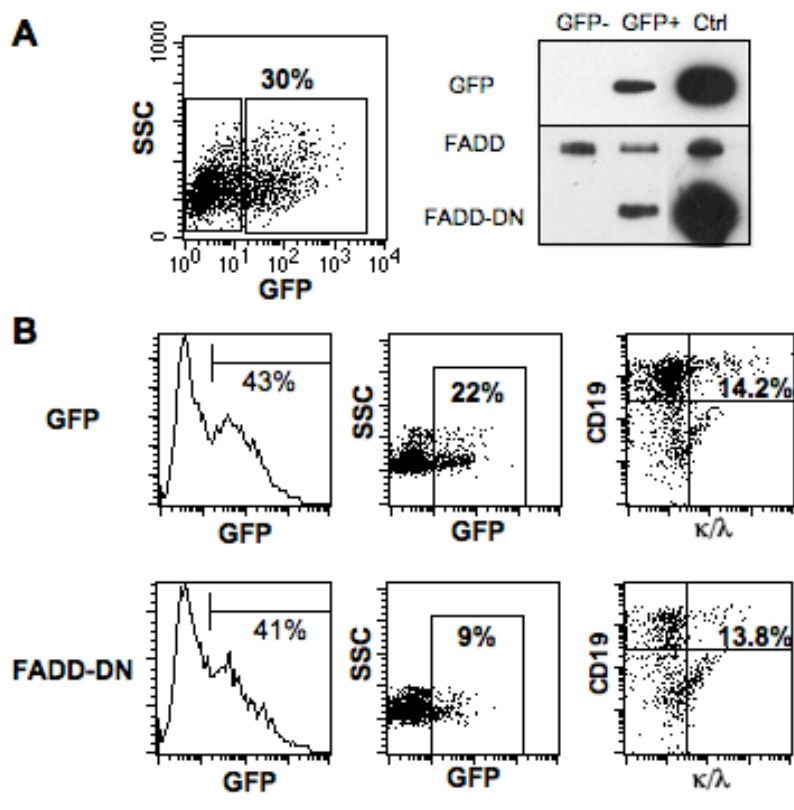 A
1000
SSC
0
30%
10^0 10^1 10^2 10^3 10^4
GFP
GFP- GFP+ Ctrl
GFP
FADD
FADD-DN
B
GFP
43%
GFP
SSC
22%
GFP
CD19
14.2%
κ/λ
FADD-DN
41%
GFP
SSC
9%
GFP
CD19
13.8%
κ/λ